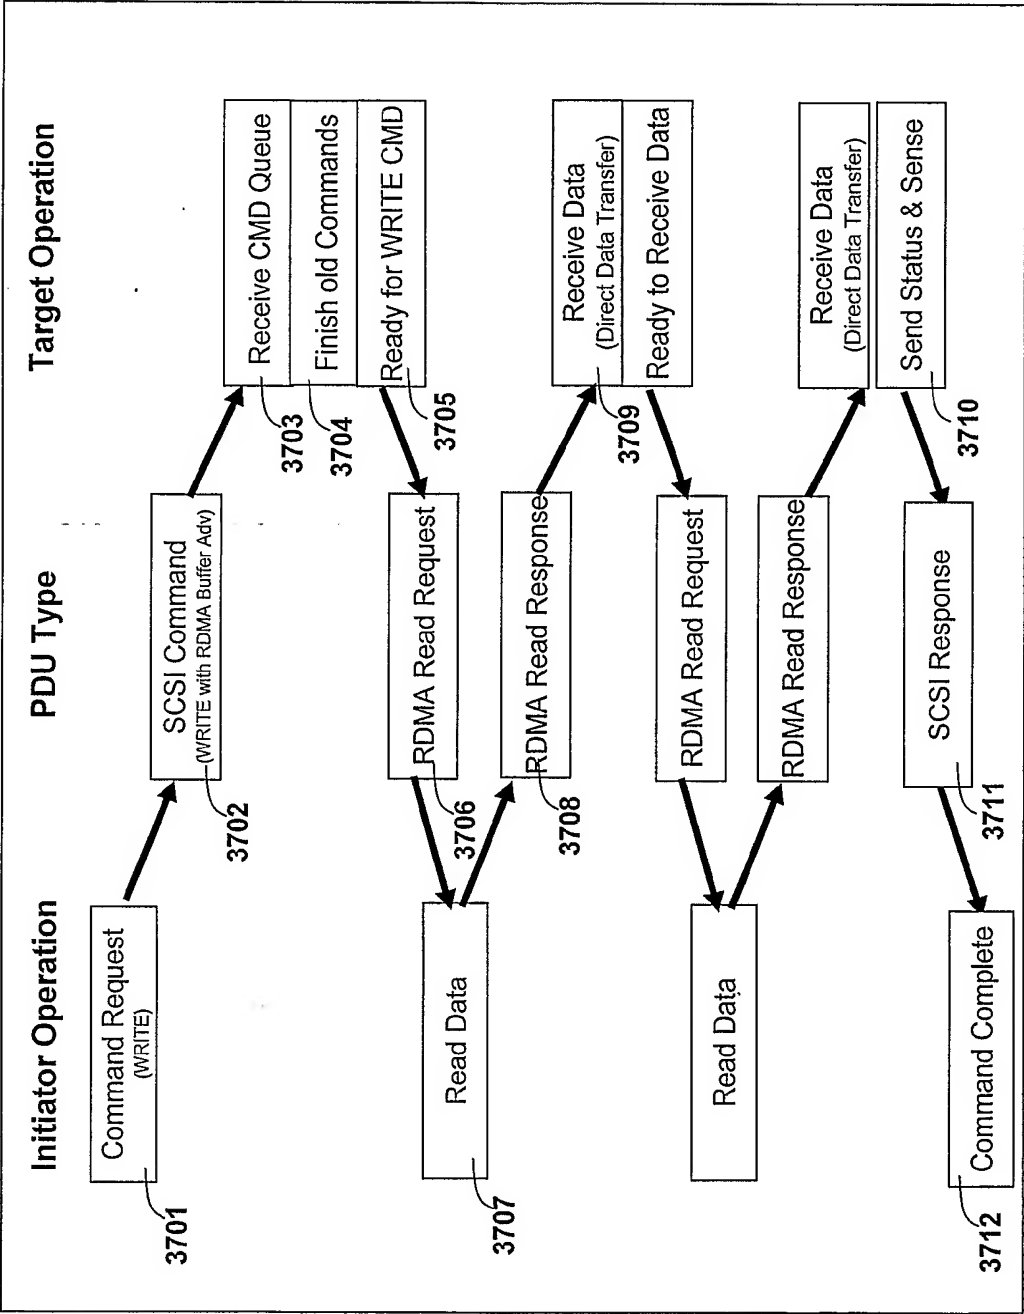 Initiator Operation
PDU Type
Target Operation
Command Request
(WRITE)
3701
SCSI Command
(WRITE with RDMA Buffer Adv)
3702
Receive CMD Queue
3703
Finish old Commands
3704
Ready for WRITE CMD
3705
RDMA Read Request
3706
Read Data
3707
RDMA Read Response
3708
Receive Data
(Direct Data Transfer)
3709
Ready to Receive Data
RDMA Read Request
Read Data
RDMA Read Response
Receive Data
(Direct Data Transfer)
Send Status & Sense
3710
SCSI Response
3711
Command Complete
3712